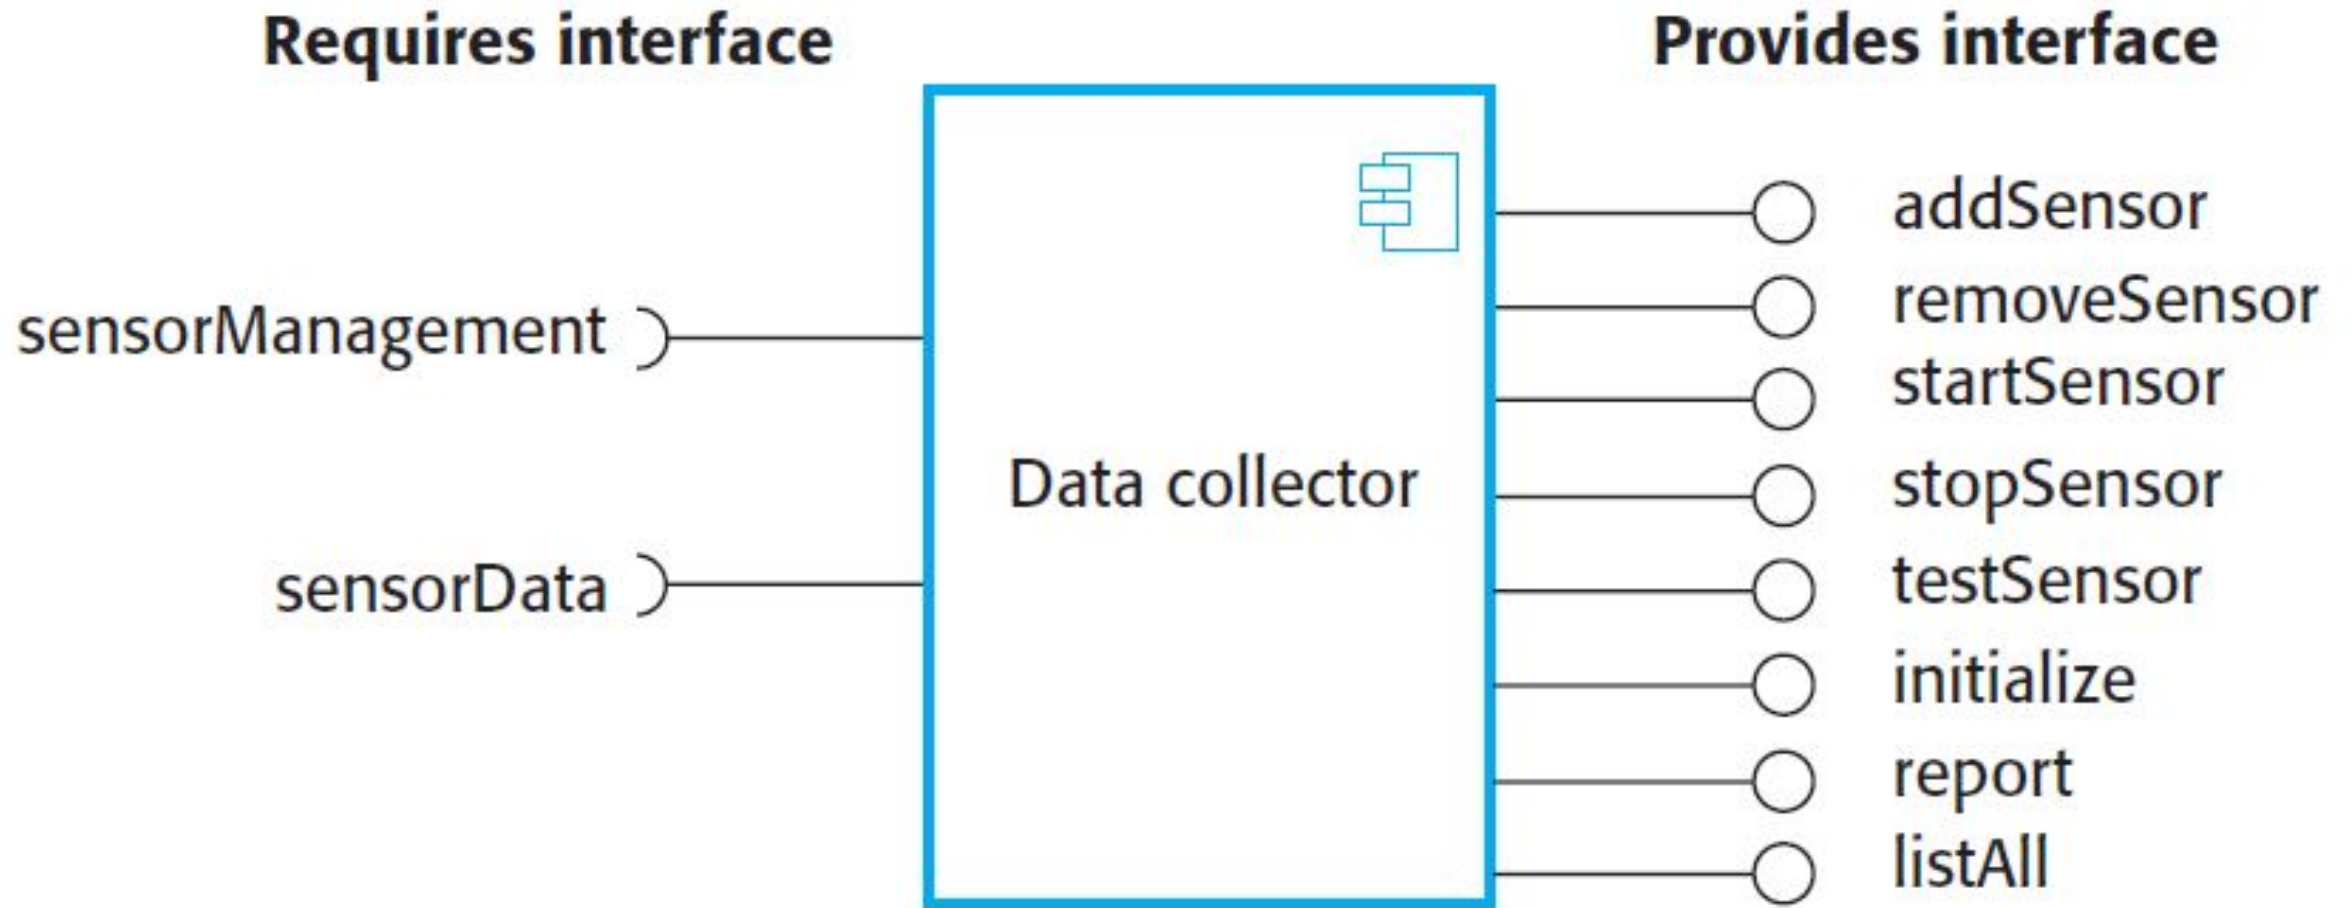 Requires interface
Provides interface
sensorManagement
sensorData
Data collector
addSensor
removeSensor
startSensor
stopSensor
testSensor
initialize
report
listAll